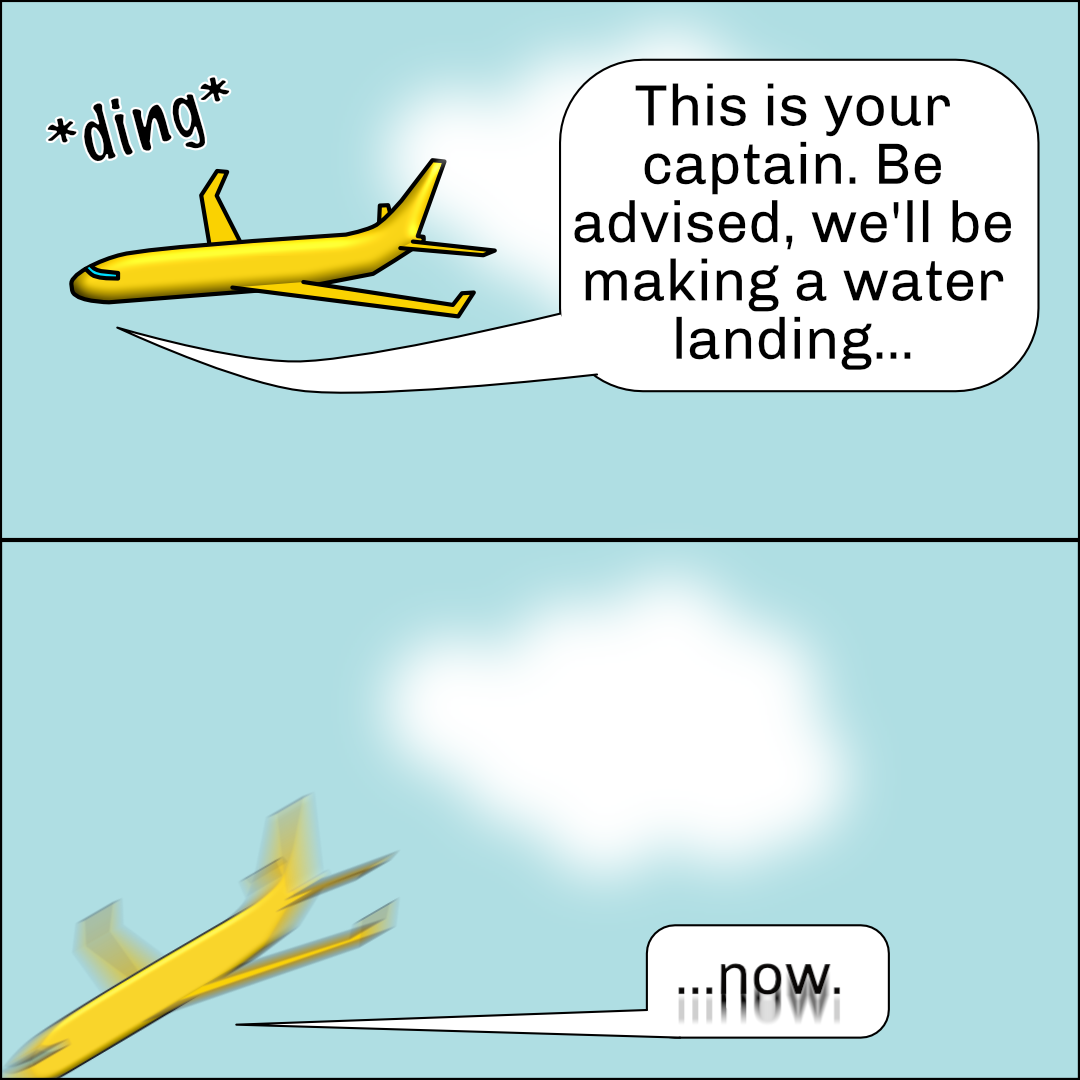 *ding*
This is your
captain. Be
advised, we'll be
making a water
landing...
...now.